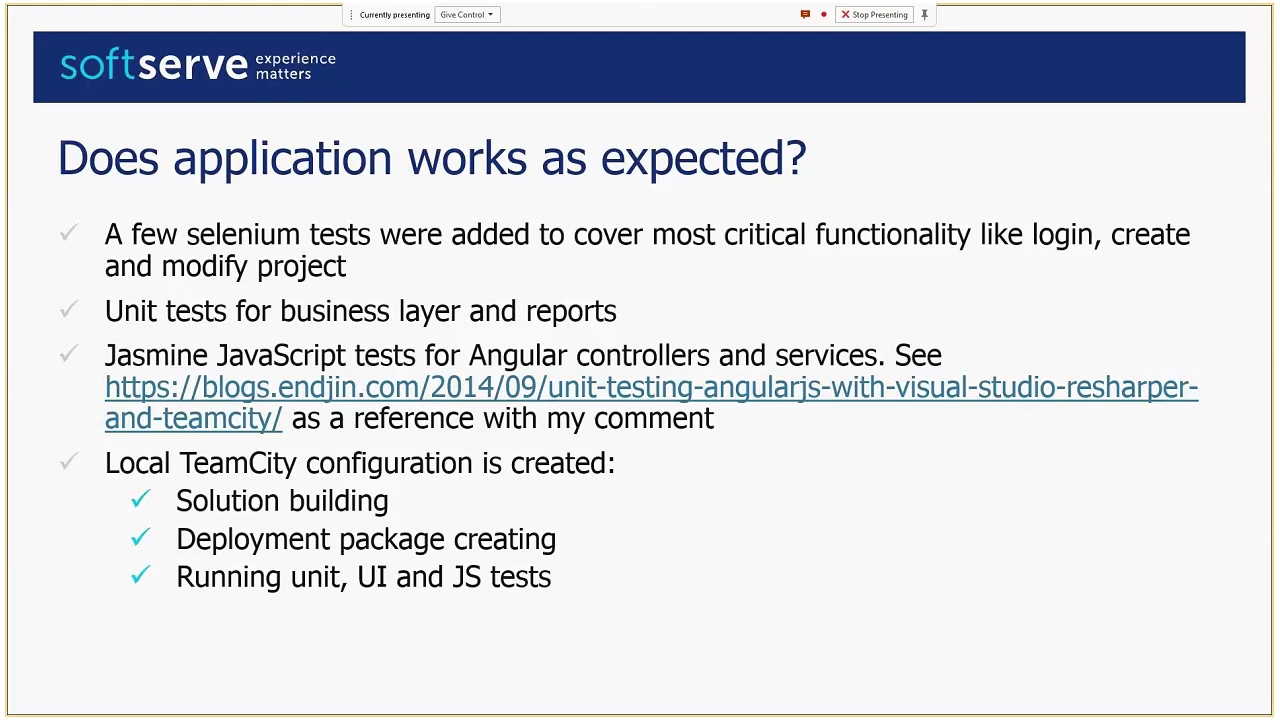 Currently presenting Give Control Stop Presenting
softserve experience matters
Does application works as expected?
A few selenium tests were added to cover most critical functionality like login, create
and modify project
Unit tests for business layer and reports
Jasmine JavaScript tests for Angular controllers and services. See
https://blogs.endjin.com/2014/09/unit-testing-angularjs-with-visual-studio-resharper-
and-teamcity/ as a reference with my comment
Local TeamCity configuration is created:
Solution building
Deployment package creating
Running unit, UI and JS tests